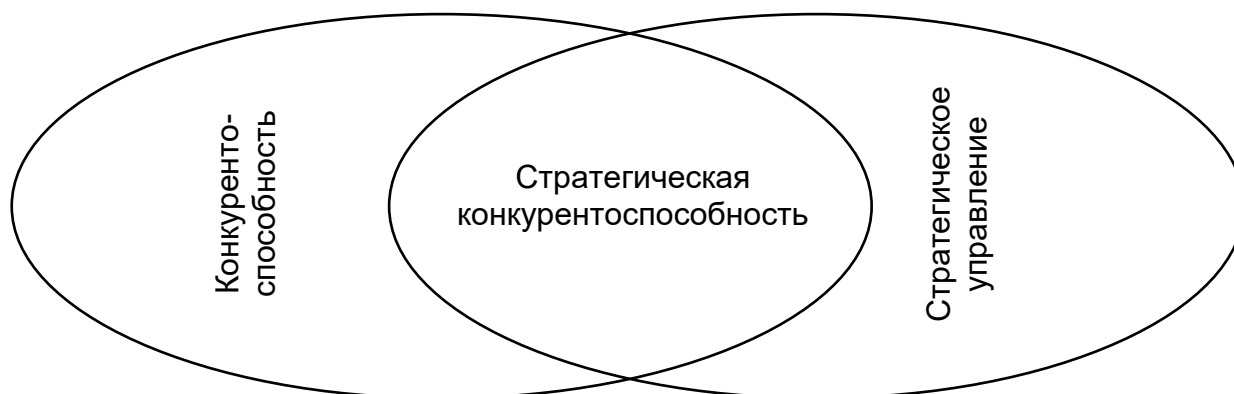 Конкуренто-
способность
Стратегическая
конкурентоспособность
Стратегическое
управление